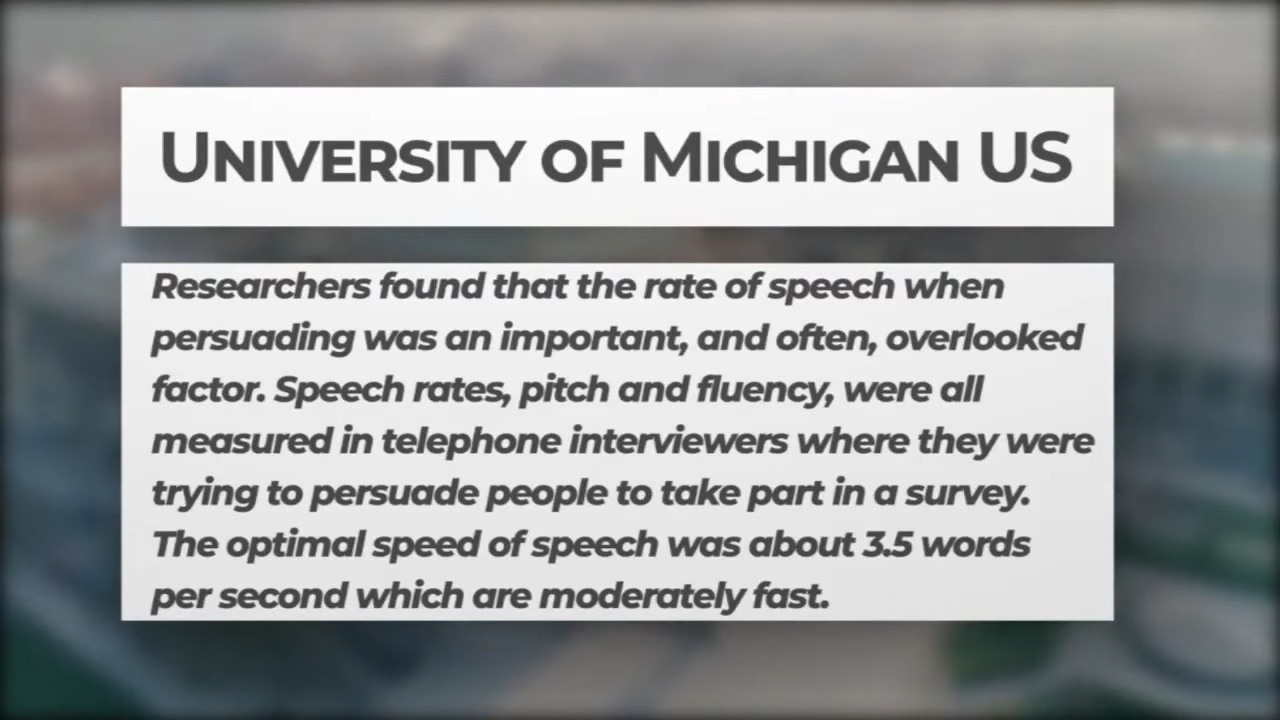 University of Michigan US
Researchers found that the rate of speech when
persuading was an important, and often, overlooked
factor. Speech rates, pitch and fluency, were all
measured in telephone interviewers where they were
trying to persuade people to take part in a survey.
The optimal speed of speech was about 3.5 words
per second which are moderately fast.